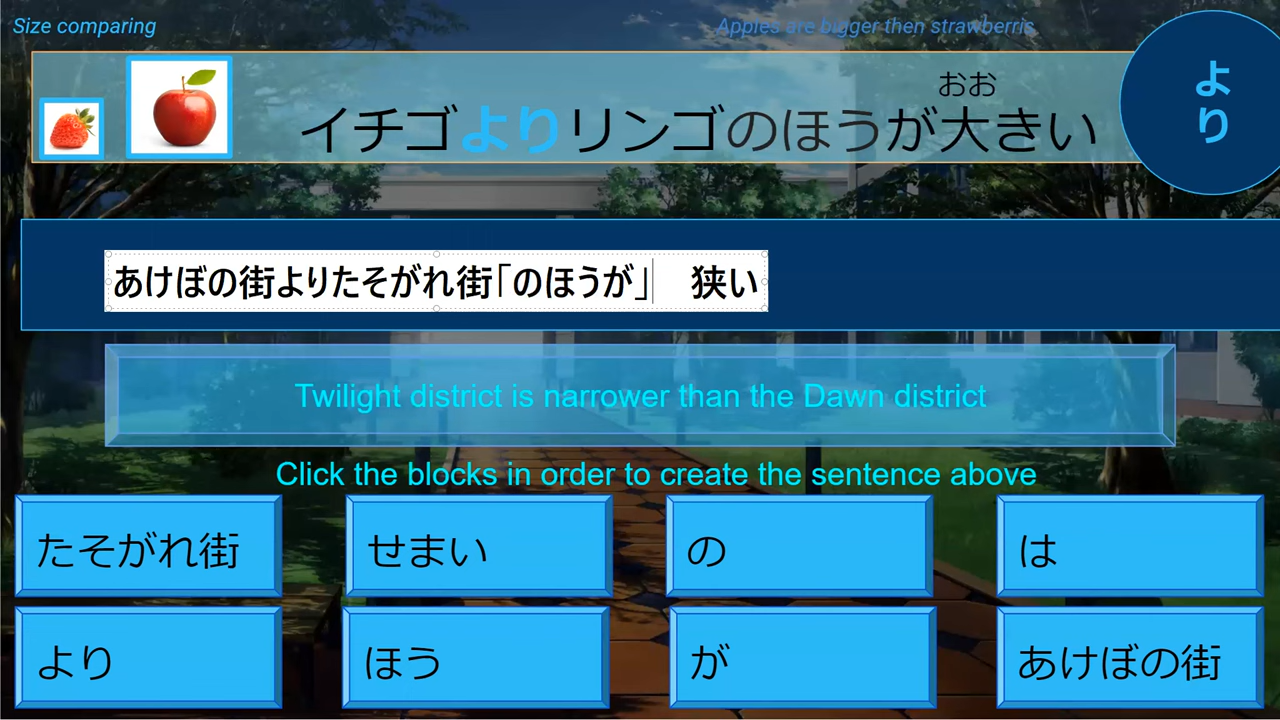 Size comparing
Apples are bigger then strawberris
おお
イチゴよりリンゴのほうが大きい
より
あけぼの街よりたそがれ街「のほうが」　狭い
Twilight district is narrower than the Dawn district
Click the blocks in order to create the sentence above
たそがれ街 せまい の は
より ほう が あけぼの街